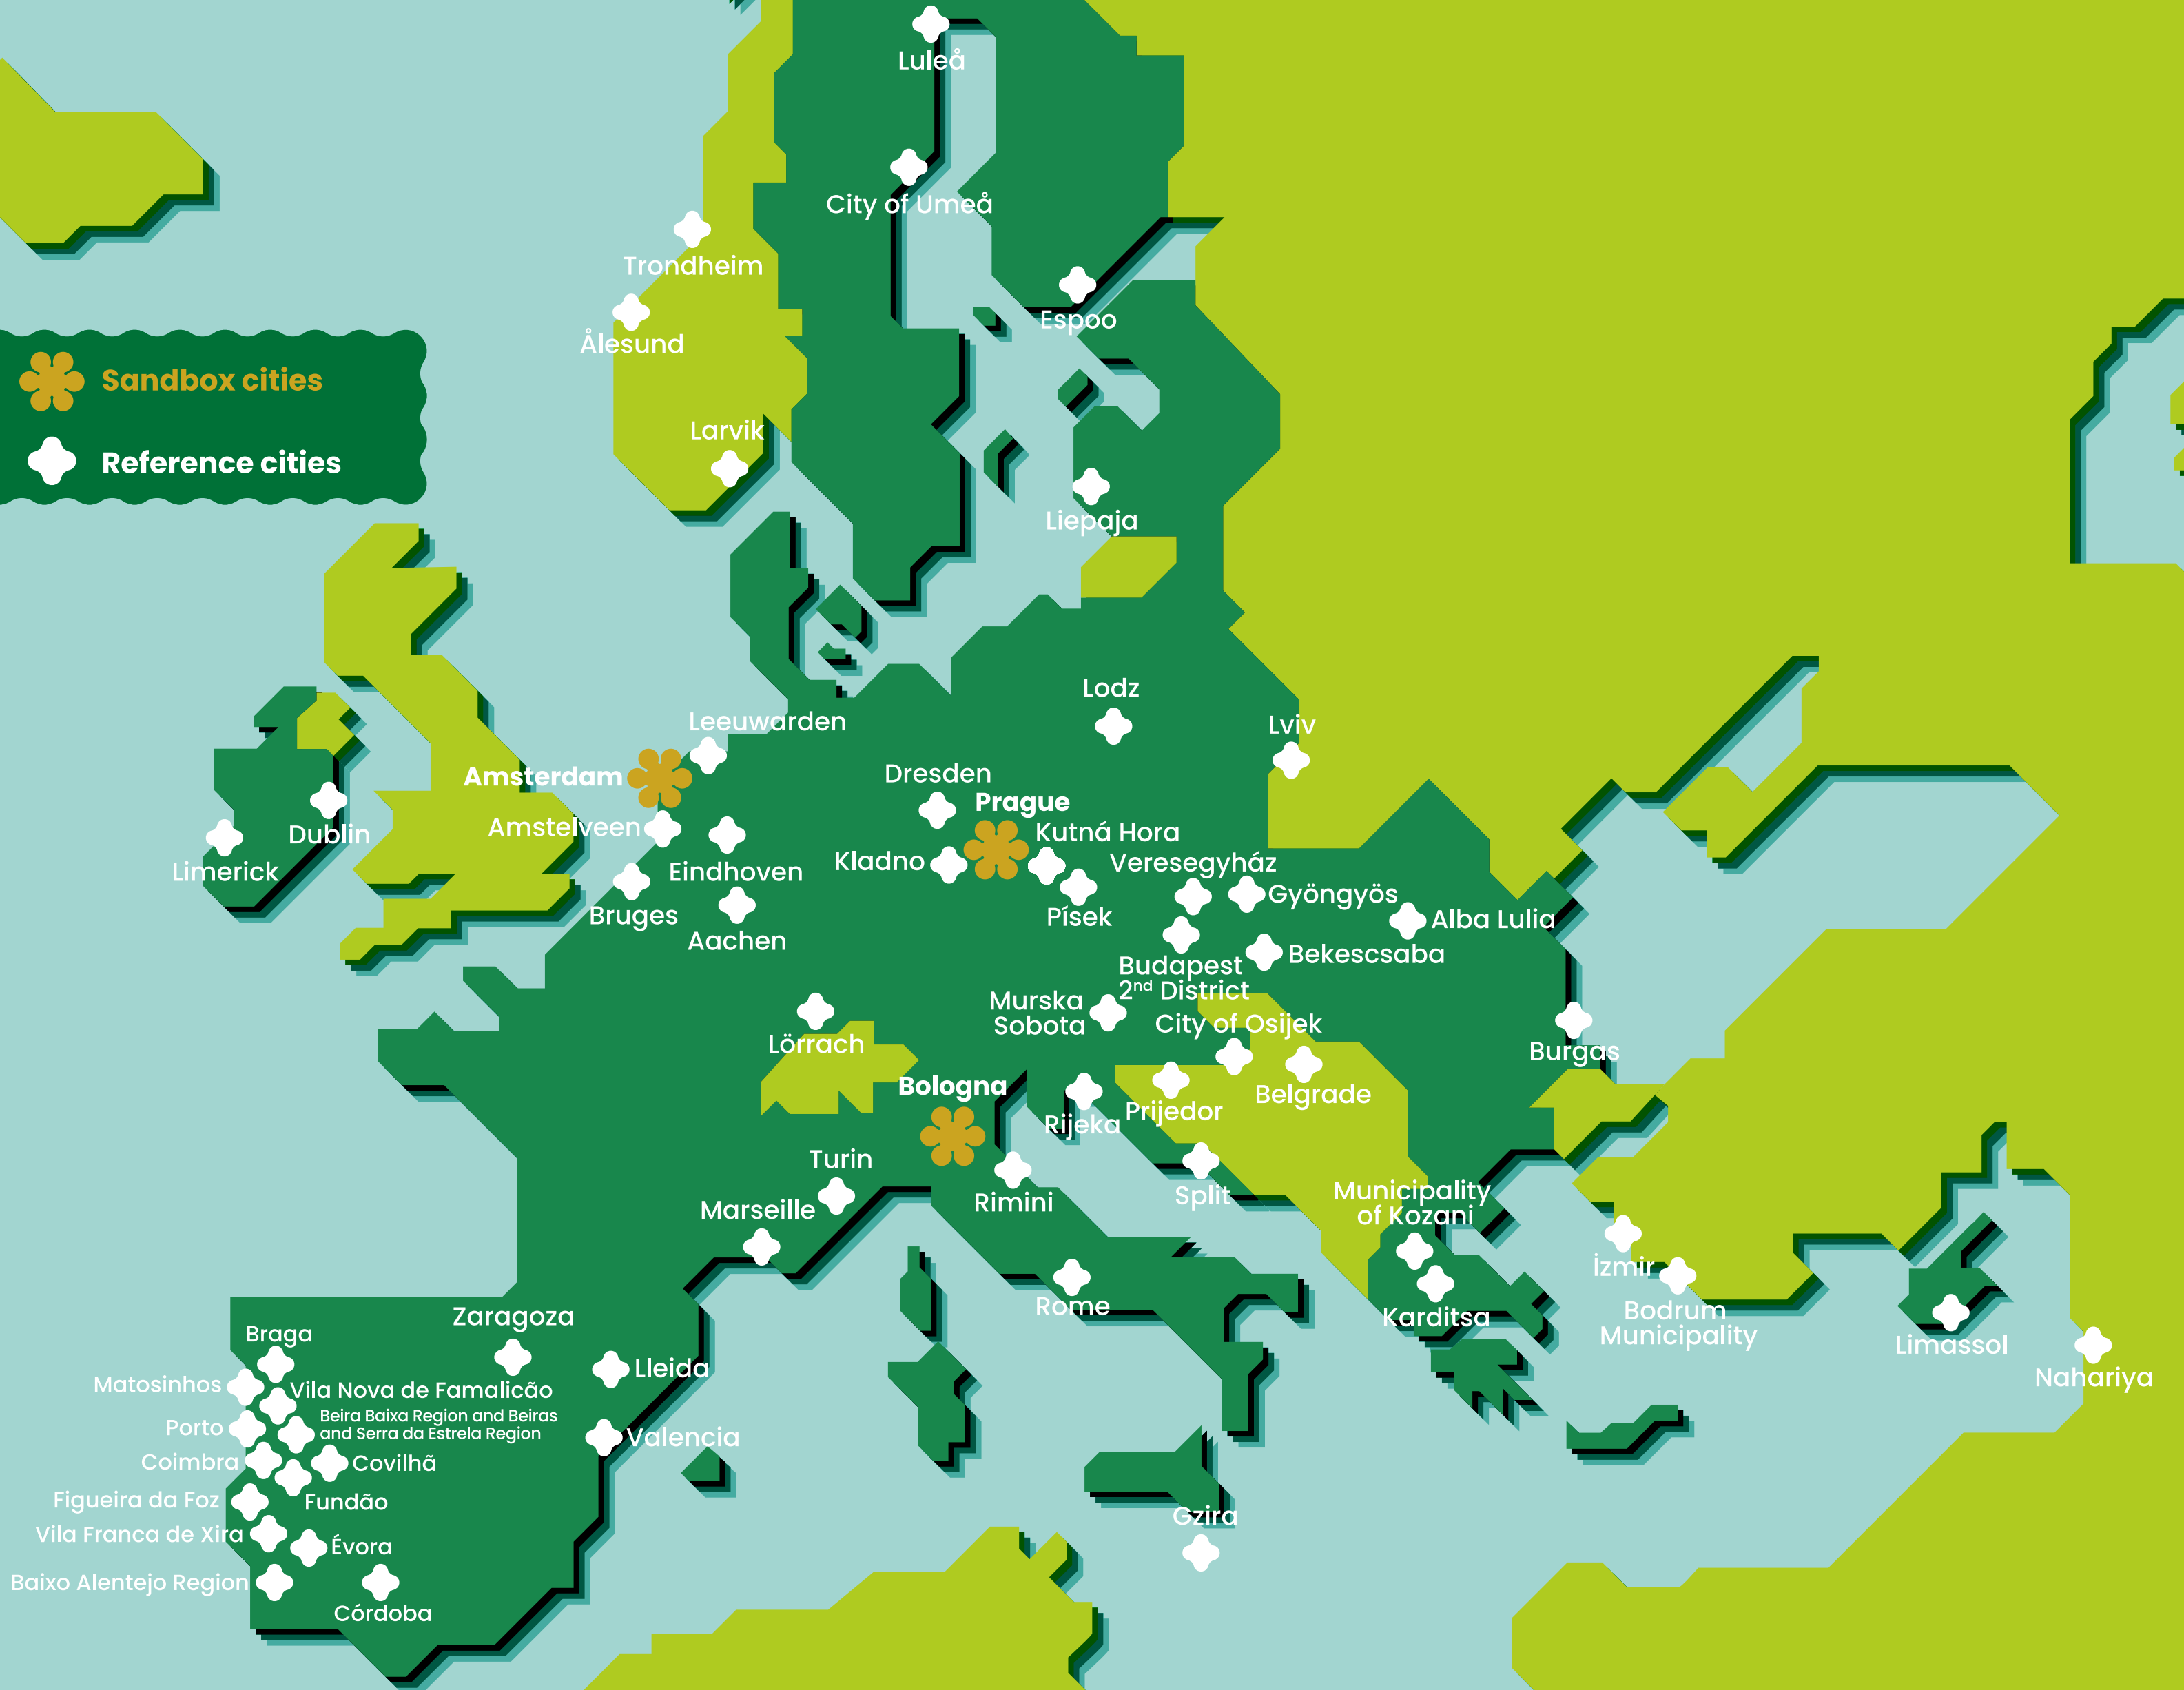 Luleå
City of Umeå
Trondheim
Espoo
Ålesund
Sandbox cities
Larvik
Reference cities
Liepaja
Lodz
Leeuwarden
Lviv
Amsterdam
Dresden
Prague
Amstelveen
Kutná Hora
Dublin
Kladno
Veresegyház
Limerick
Eindhoven
Gyöngyös
Bruges
Písek
Alba Lulia
Aachen
Bekescsaba
Budapest
2nd District
Murska
Sobota
City of Osijek
Lörrach
Burgas
Bologna
Belgrade
Prijedor
Rijeka
Turin
Split
Rimini
Municipality
of Kozani
Marseille
İzmir
Rome
Bodrum
Municipality
Karditsa
Zaragoza
Limassol
Braga
Lleida
Nahariya
Matosinhos
Vila Nova de Famalicão
Beira Baixa Region and Beiras
and Serra da Estrela Region
Porto
Valencia
Coimbra
Covilhã
Figueira da Foz
Fundão
Gzira
Vila Franca de Xira
Évora
Baixo Alentejo Region
Córdoba